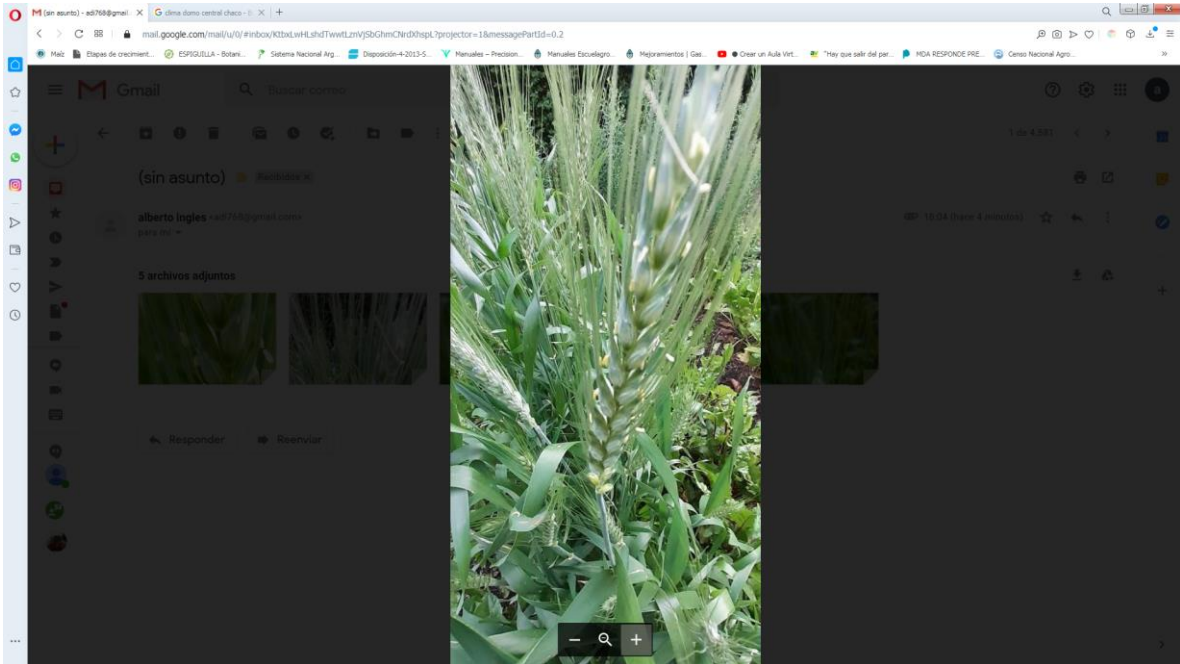 (sin asunto) - adi768@gmail
clima domo central chaco - B
mail.google.com/mail/u/0/#inbox/KtbxLwHLshdTwwtLznVjSbGhmCNrdXhspL?projector=1&messagePartId=0.2
Maíz
Etapas de crecimient...
ESPIGUILLA - Botani...
Sistema Nacional Arg...
Disposición-4-2013-S...
Manuales – Precision...
Manuales Escuelagro...
Mejoramientos | Gas...
Crear un Aula Virt...
"Hay que salir del par...
MDA RESPONDE PRE...
Censo Nacional Agro...
Gmail
Buscar correo
1 de 4.981
(sin asunto)
Recibidos ×
alberto ingles <adi768@gmail.com>
para mí
16:04 (hace 4 minutos)
5 archivos adjuntos
Responder
Reenviar